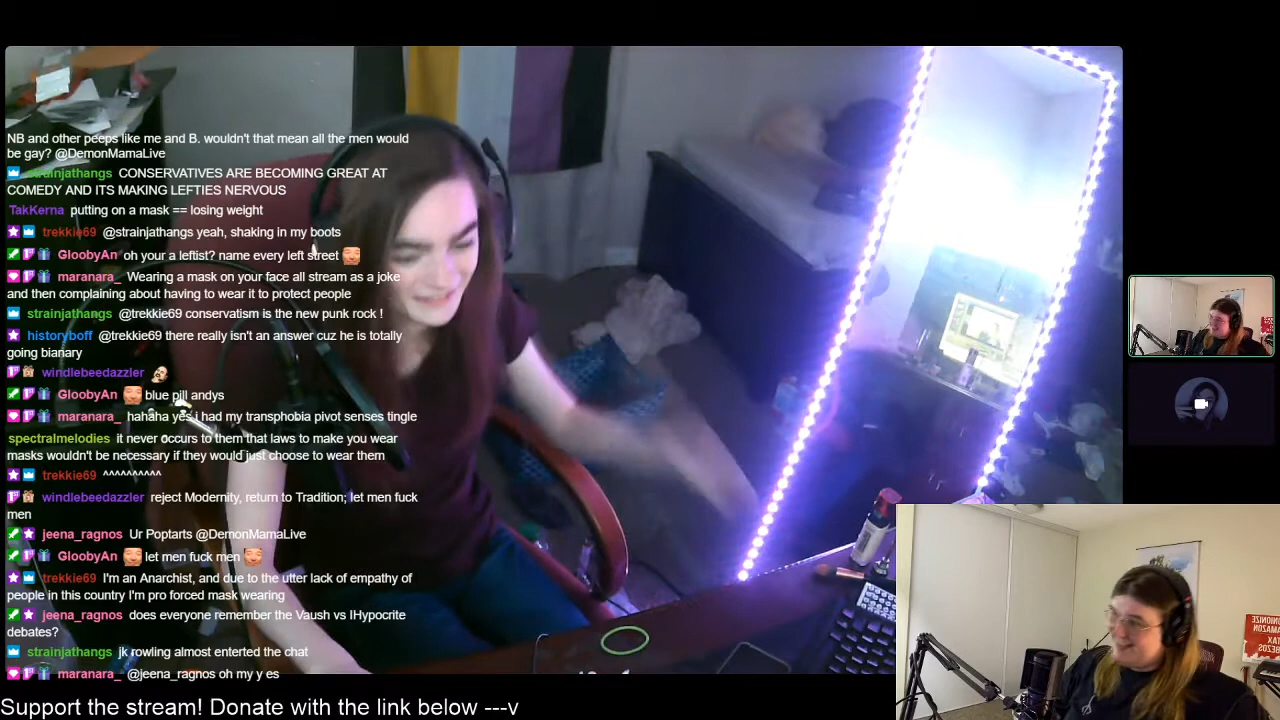 NB and other peeps like me and B. wouldn't that mean all the men would
be gay? @DemonMamaLive
strainjathangs CONSERVATIVES ARE BECOMING GREAT AT
COMEDY AND ITS MAKING LEFTIES NERVOUS
TakKerna putting on a mask == losing weight
trekkie69 @strainjathangs yeah, shaking in my boots
GloobyAn oh your a leftist? name every left street
maranara_ Wearing a mask on your face all stream as a joke
and then complaining about having to wear it to protect people
strainjathangs @trekkie69 conservatism is the new punk rock !
historyboff @trekkie69 there really isn't an answer cuz he is totally
going bianary
windlebeedazzler
GloobyAn blue pill andys
maranara_ hahaha yes i had my transphobia pivot senses tingle
spectralmelodies it never occurs to them that laws to make you wear
masks wouldn't be necessary if they would just choose to wear them
trekkie69 ^^^^^^^^^^
windlebeedazzler reject Modernity, return to Tradition; let men fuck
men
jeena_ragnos Ur Poptarts @DemonMamaLive
GloobyAn let men fuck men
trekkie69 I'm an Anarchist, and due to the utter lack of empathy of
people in this country I'm pro forced mask wearing
jeena_ragnos does everyone remember the Vaush vs IHypocrite
debates?
strainjathangs jk rowling almost entered the chat
maranara_ @jeena_ragnos oh my y es
UNIONIZE
AMAZON
TAX
BEZOS
Support the stream! Donate with the link below ---v